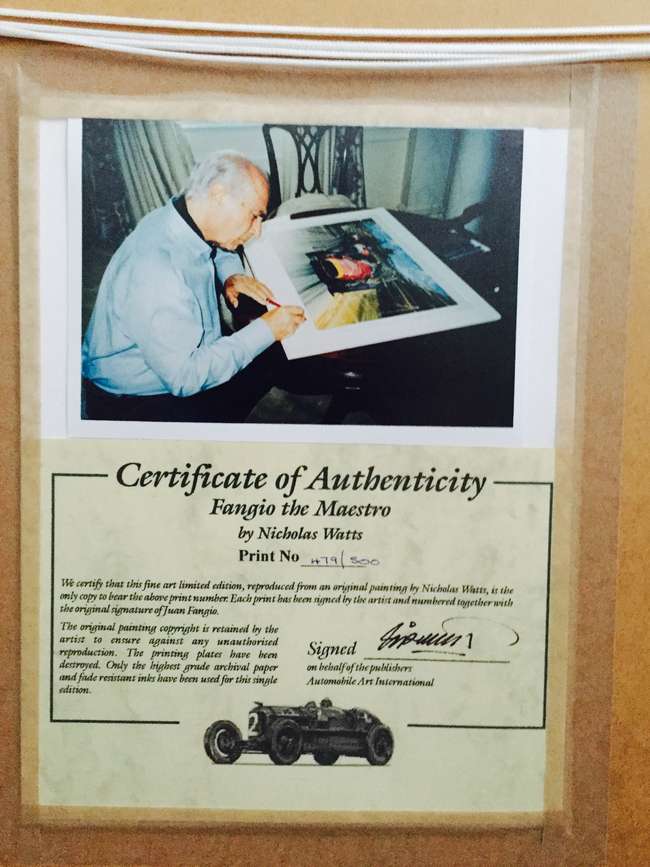 Certificate of Authenticity
Fangio the Maestro
by Nicholas Watts
Print No 479/500
We certify that this fine art limited edition, reproduced from an original painting by Nicholas Watts, is the
only copy to bear the above print number. Each print has been signed by the artist and numbered together with
the original signature of Juan Fangio.
The original painting copyright is retained by the
artist to ensure against any unauthorised
reproduction. The printing plates have been
destroyed. Only the highest grade archival paper
and fade resistant inks have been used for this single
edition.
Signed
on behalf of the publishers
Automobile Art International
2